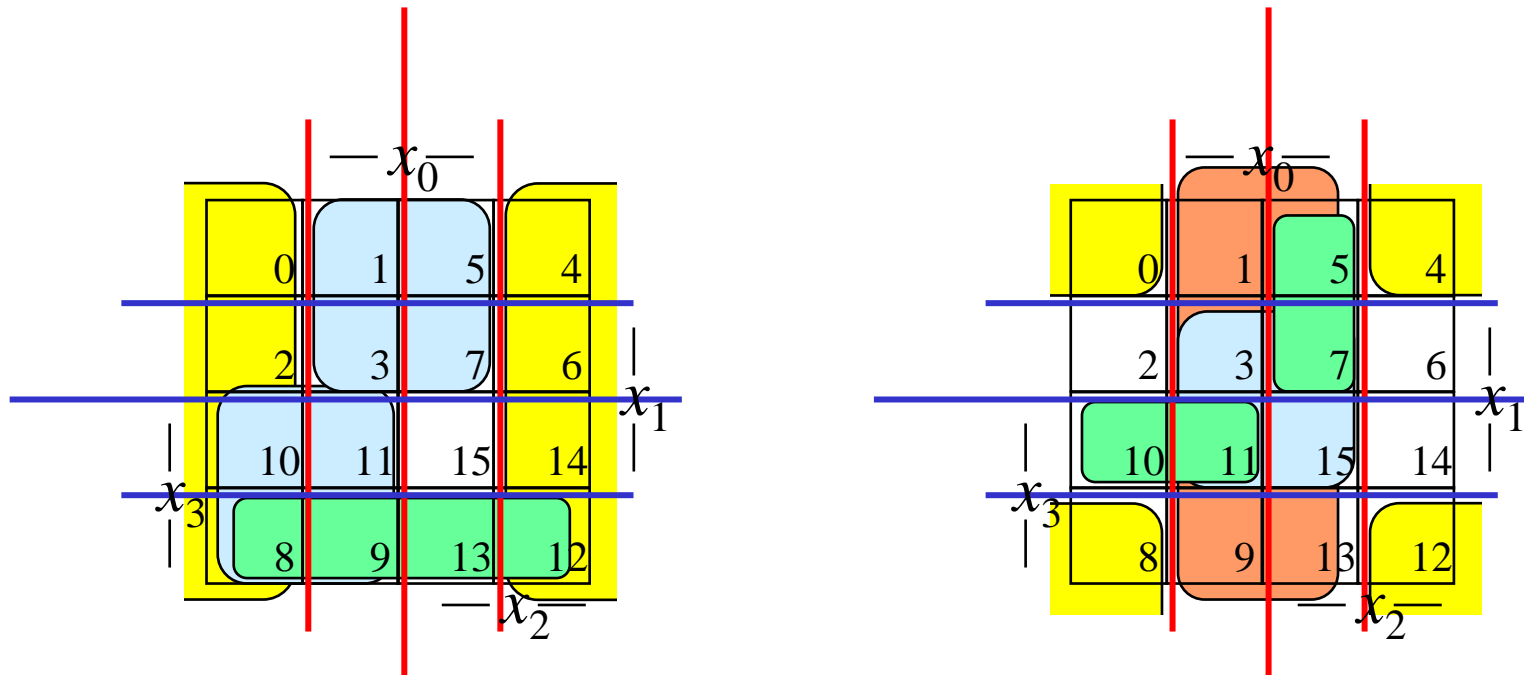 x0 x0
0 1 5 4 0 1 5 4
2 3 7 6 2 3 7 6
x1 x1
10 11 15 14 10 11 15 14
x3 x3
8 9 13 12 8 9 13 12
x2 x2